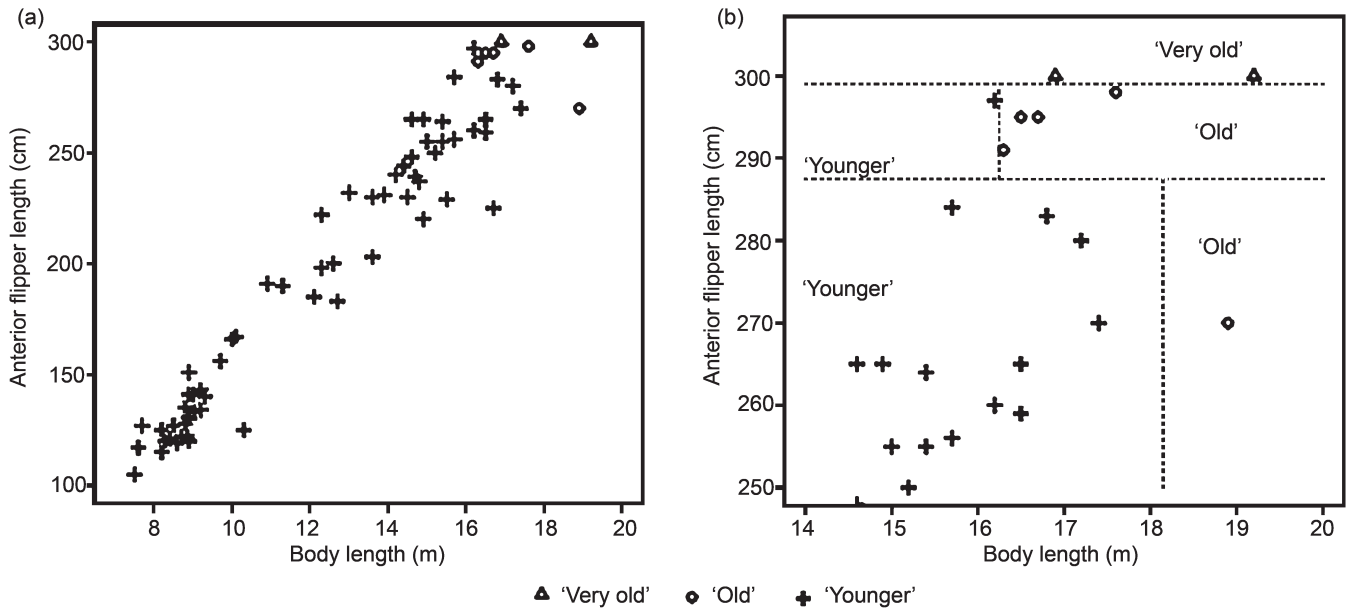 (a)
300
250
200
150
100
Anterior flipper length (cm)
8 10 12 14 16 18 20
Body length (m)
(b)
300
290
280
270
260
250
Anterior flipper length (cm)
'Very old'
'Old'
'Younger'
'Old'
'Younger'
14 15 16 17 18 19 20
Body length (m)
'Very old' 'Old' 'Younger'